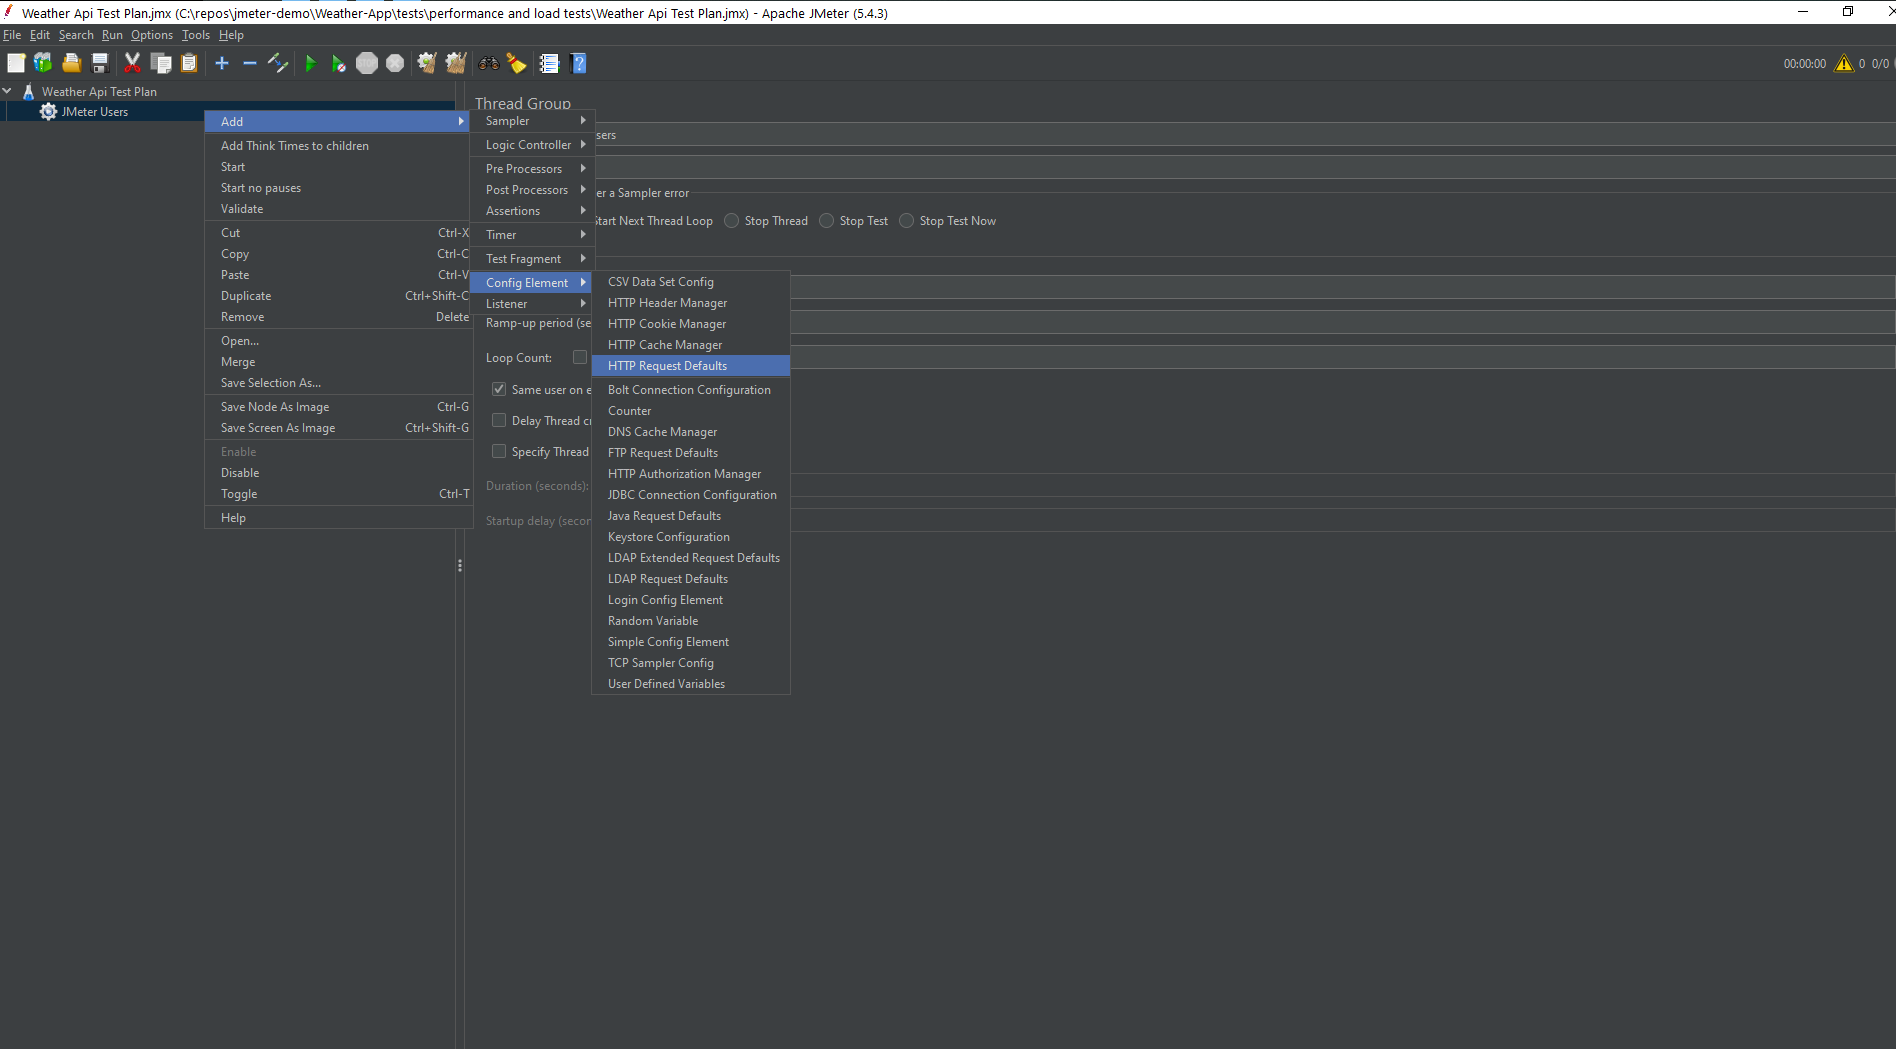 Weather Api Test Plan.jmx (C:\repos\jmeter-demo\Weather-App\tests\performance and load tests\Weather Api Test Plan.jmx) - Apache JMeter (5.4.3)
File Edit Search Run Options Tools Help
STOP
00:00:00 0 0/0
Weather Api Test Plan
JMeter Users
Add
Add Think Times to children
Start
Start no pauses
Validate
Cut Ctrl-X
Copy Ctrl-C
Paste Ctrl-V
Duplicate Ctrl+Shift-C
Remove Delete
Open...
Merge
Save Selection As...
Save Node As Image Ctrl-G
Save Screen As Image Ctrl+Shift-G
Enable
Disable
Toggle Ctrl-T
Help
Thread Group
Sampler
Logic Controller
Pre Processors
Post Processors
Assertions
Timer
Test Fragment
Config Element
Listener
sers
er a Sampler error
Start Next Thread Loop Stop Thread Stop Test Stop Test Now
Ramp-up period (se
Loop Count:
Same user on e
Delay Thread cr
Specify Thread
Duration (seconds):
Startup delay (secon
CSV Data Set Config
HTTP Header Manager
HTTP Cookie Manager
HTTP Cache Manager
HTTP Request Defaults
Bolt Connection Configuration
Counter
DNS Cache Manager
FTP Request Defaults
HTTP Authorization Manager
JDBC Connection Configuration
Java Request Defaults
Keystore Configuration
LDAP Extended Request Defaults
LDAP Request Defaults
Login Config Element
Random Variable
Simple Config Element
TCP Sampler Config
User Defined Variables